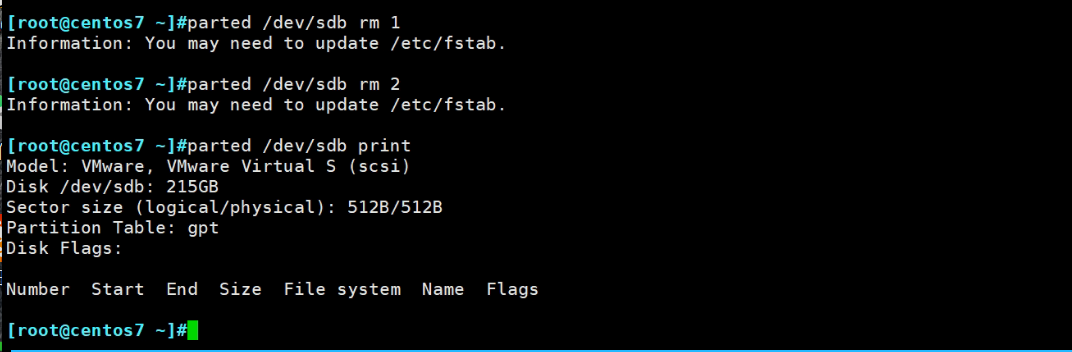 [root@centos7 ~]#parted /dev/sdb rm 1
Information: You may need to update /etc/fstab.
[root@centos7 ~]#parted /dev/sdb rm 2
Information: You may need to update /etc/fstab.
[root@centos7 ~]#parted /dev/sdb print
Model: VMware, VMware Virtual S (scsi)
Disk /dev/sdb: 215GB
Sector size (logical/physical): 512B/512B
Partition Table: gpt
Disk Flags:
Number  Start  End  Size  File system  Name  Flags
[root@centos7 ~]#